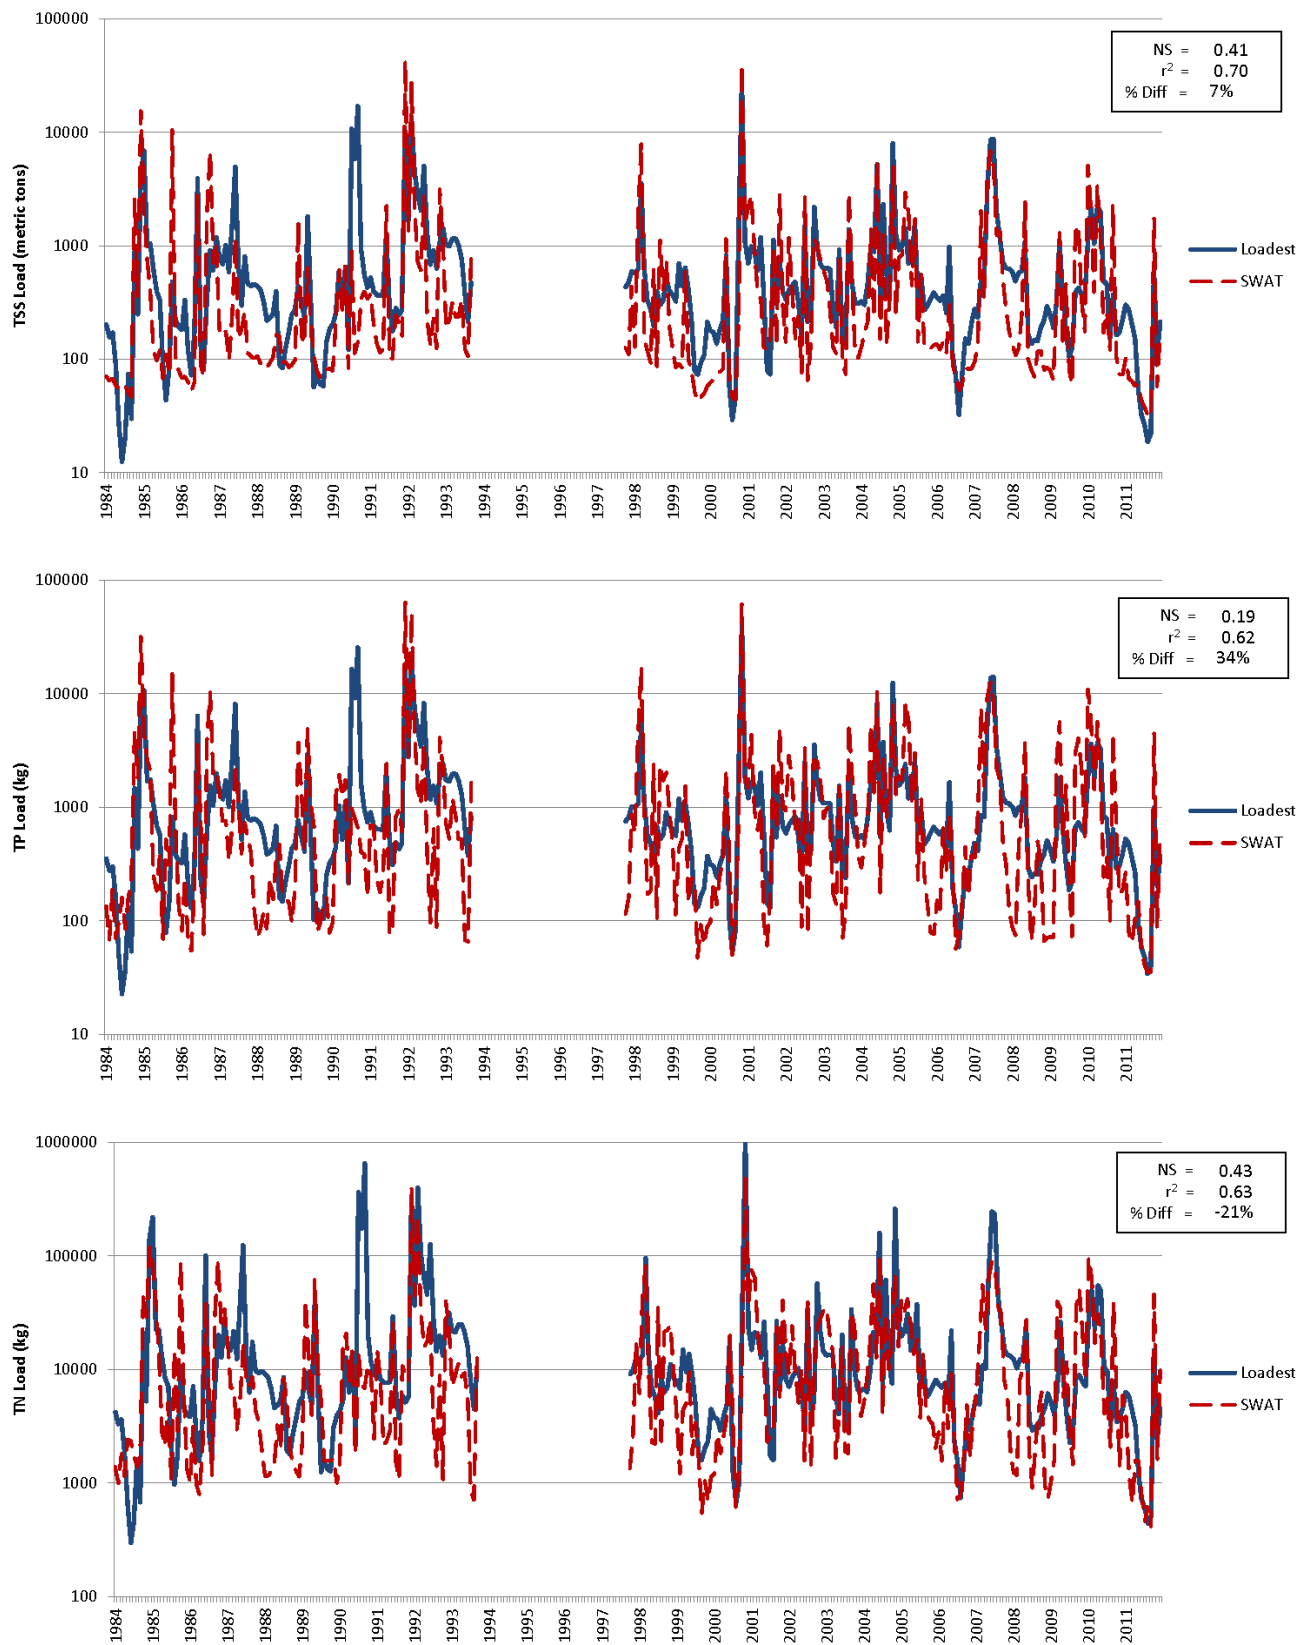 100000
10000
1000
100
10
TSS Load (metric tons)
NS = 0.41
r² = 0.70
% Diff = 7%
Loadest
SWAT
1984 1985 1986 1987 1988 1989 1990 1991 1992 1993 1994 1995 1996 1997 1998 1999 2000 2001 2002 2003 2004 2005 2006 2007 2008 2009 2010 2011
100000
10000
1000
100
10
TP Load (kg)
NS = 0.19
r² = 0.62
% Diff = 34%
Loadest
SWAT
1984 1985 1986 1987 1988 1989 1990 1991 1992 1993 1994 1995 1996 1997 1998 1999 2000 2001 2002 2003 2004 2005 2006 2007 2008 2009 2010 2011
1000000
100000
10000
1000
100
TN Load (kg)
NS = 0.43
r² = 0.63
% Diff = -21%
Loadest
SWAT
1984 1985 1986 1987 1988 1989 1990 1991 1992 1993 1994 1995 1996 1997 1998 1999 2000 2001 2002 2003 2004 2005 2006 2007 2008 2009 2010 2011